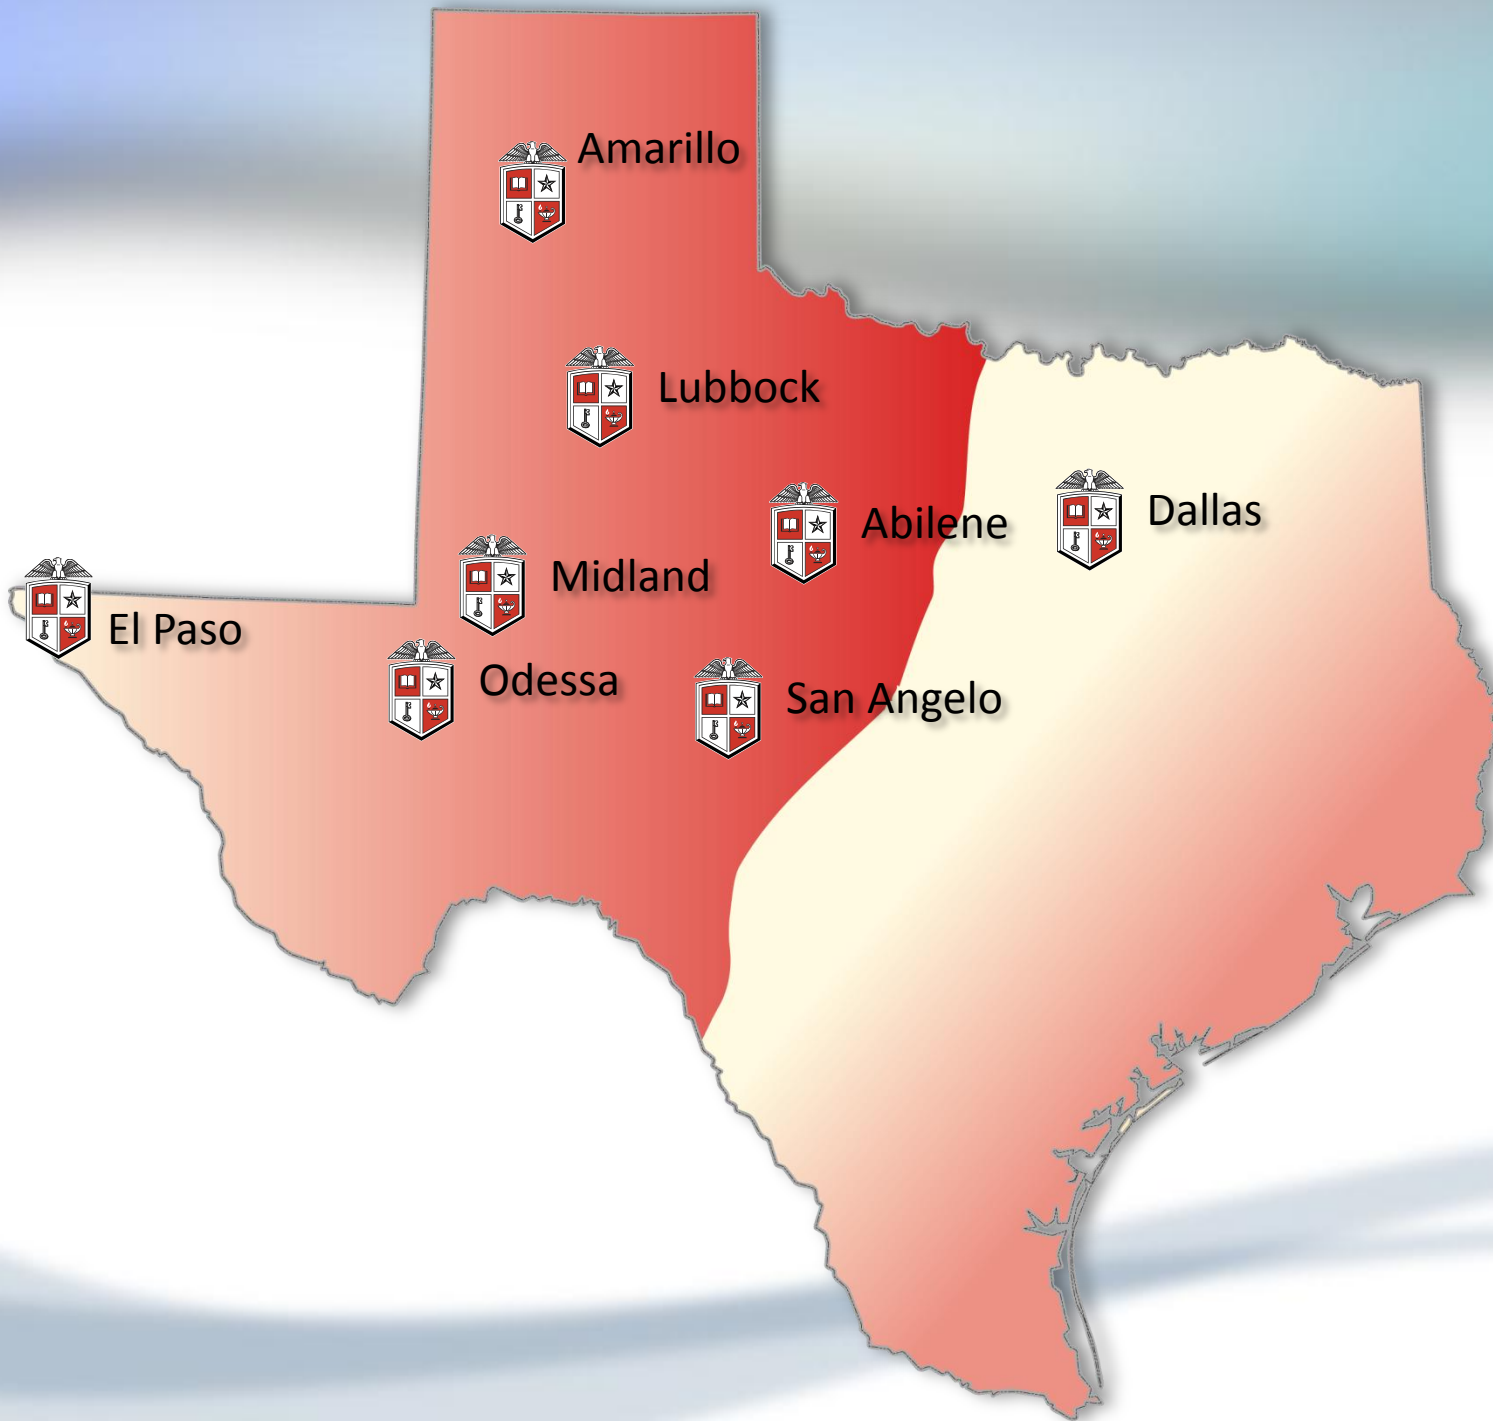 Amarillo
Lubbock
Abilene
Dallas
Midland
El Paso
Odessa
San Angelo